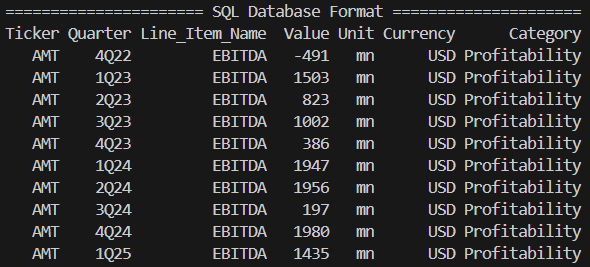 ======================= SQL Database Format ======================
Ticker Quarter Line_Item_Name Value Unit Currency Category
AMT 4Q22 EBITDA -491 mn USD Profitability
AMT 1Q23 EBITDA 1503 mn USD Profitability
AMT 2Q23 EBITDA 823 mn USD Profitability
AMT 3Q23 EBITDA 1002 mn USD Profitability
AMT 4Q23 EBITDA 386 mn USD Profitability
AMT 1Q24 EBITDA 1947 mn USD Profitability
AMT 2Q24 EBITDA 1956 mn USD Profitability
AMT 3Q24 EBITDA 197 mn USD Profitability
AMT 4Q24 EBITDA 1980 mn USD Profitability
AMT 1Q25 EBITDA 1435 mn USD Profitability